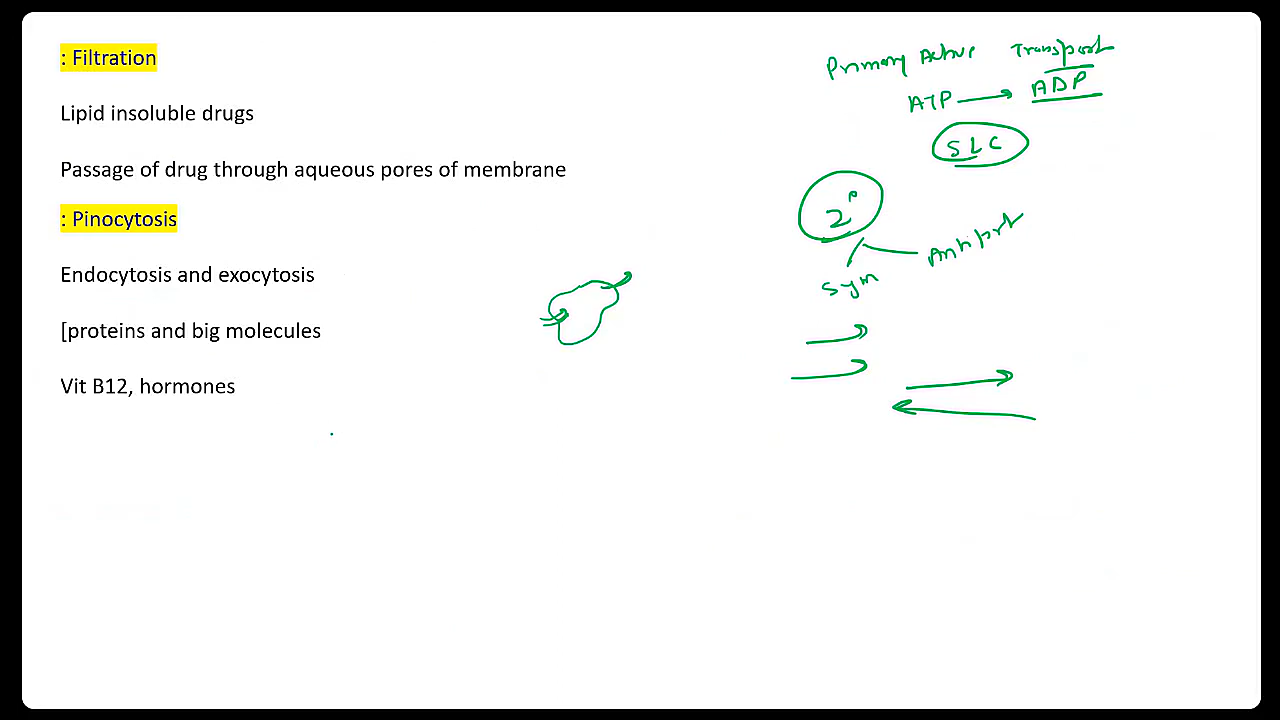 : Filtration
Lipid insoluble drugs
Passage of drug through aqueous pores of membrane
: Pinocytosis
Endocytosis and exocytosis
[proteins and big molecules
Vit B12, hormones
Primary Active Transport
ATP → ADP
SLC
2°
Antiport
Sym